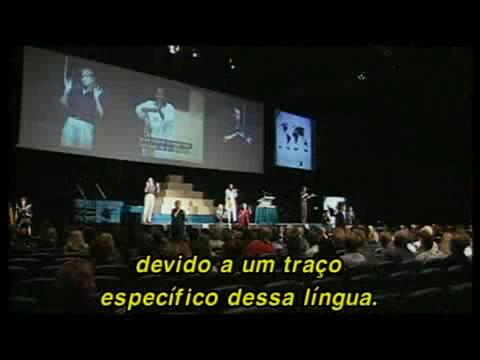 devido a um traço
específico dessa língua.